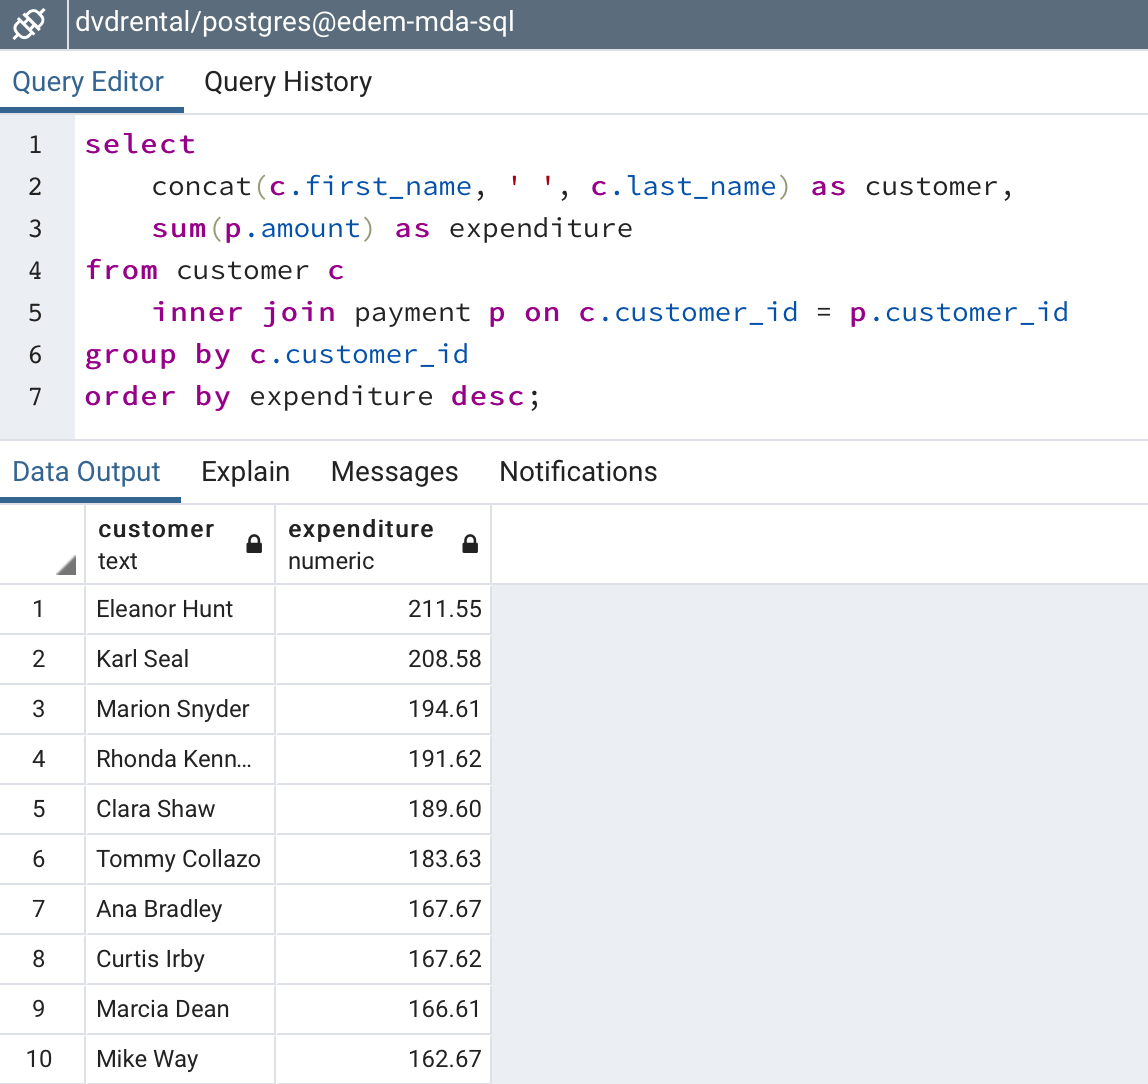 dvdrental/postgres@edem-mda-sql
Query Editor Query History
1 select
2 concat(c.first_name, ' ', c.last_name) as customer,
3 sum(p.amount) as expenditure
4 from customer c
5 inner join payment p on c.customer_id = p.customer_id
6 group by c.customer_id
7 order by expenditure desc;
Data Output Explain Messages Notifications
customer expenditure
text numeric
1 Eleanor Hunt 211.55
2 Karl Seal 208.58
3 Marion Snyder 194.61
4 Rhonda Kenn... 191.62
5 Clara Shaw 189.60
6 Tommy Collazo 183.63
7 Ana Bradley 167.67
8 Curtis Irby 167.62
9 Marcia Dean 166.61
10 Mike Way 162.67